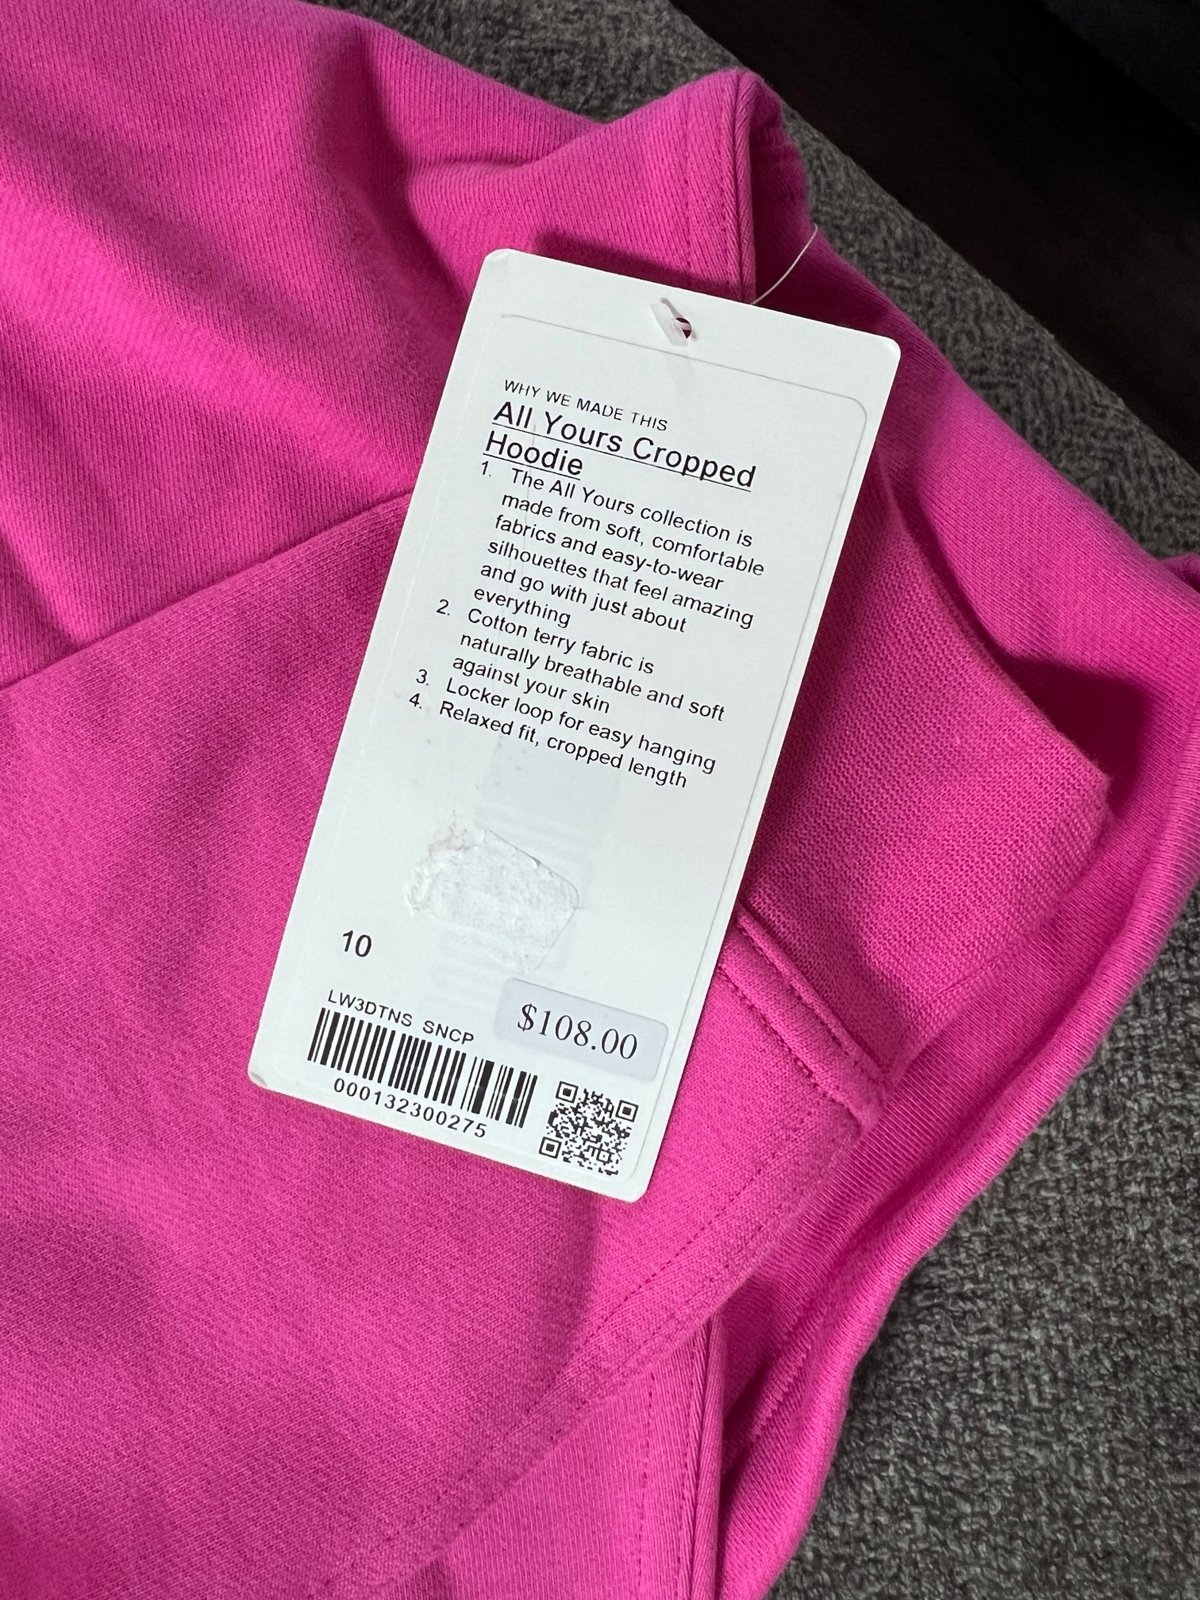 WHY WE MADE THIS
All Yours Cropped
Hoodie
1. The All Yours collection is
made from soft, comfortable
fabrics and easy-to-wear
silhouettes that feel amazing
and go with just about
everything
2. Cotton terry fabric is
naturally breathable and soft
against your skin
3. Locker loop for easy hanging
4. Relaxed fit, cropped length
10
LW3DTNS SNCP
$108.00
000132300275